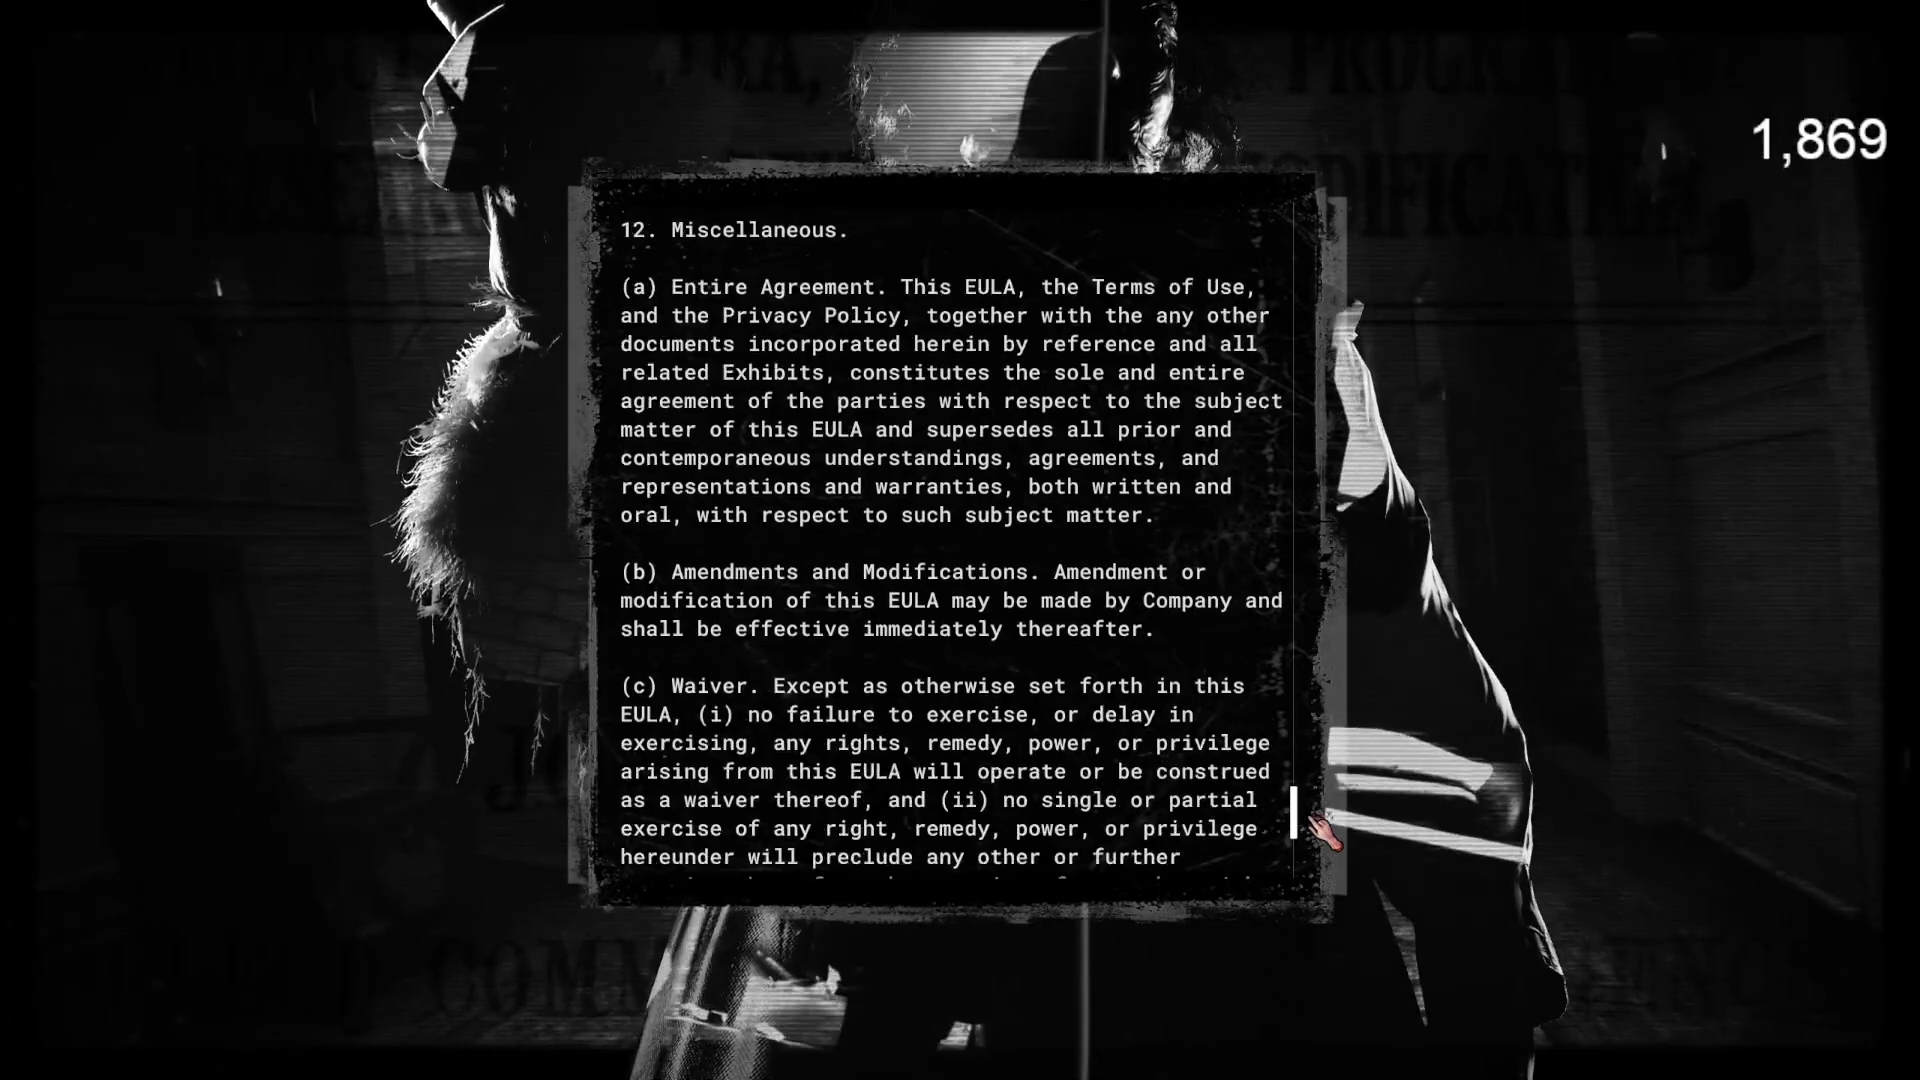 1,869
12. Miscellaneous.
(a) Entire Agreement. This EULA, the Terms of Use,
and the Privacy Policy, together with the any other
documents incorporated herein by reference and all
related Exhibits, constitutes the sole and entire
agreement of the parties with respect to the subject
matter of this EULA and supersedes all prior and
contemporaneous understandings, agreements, and
representations and warranties, both written and
oral, with respect to such subject matter.
(b) Amendments and Modifications. Amendment or
modification of this EULA may be made by Company and
shall be effective immediately thereafter.
(c) Waiver. Except as otherwise set forth in this
EULA, (i) no failure to exercise, or delay in
exercising, any rights, remedy, power, or privilege
arising from this EULA will operate or be construed
as a waiver thereof, and (ii) no single or partial
exercise of any right, remedy, power, or privilege
hereunder will preclude any other or further